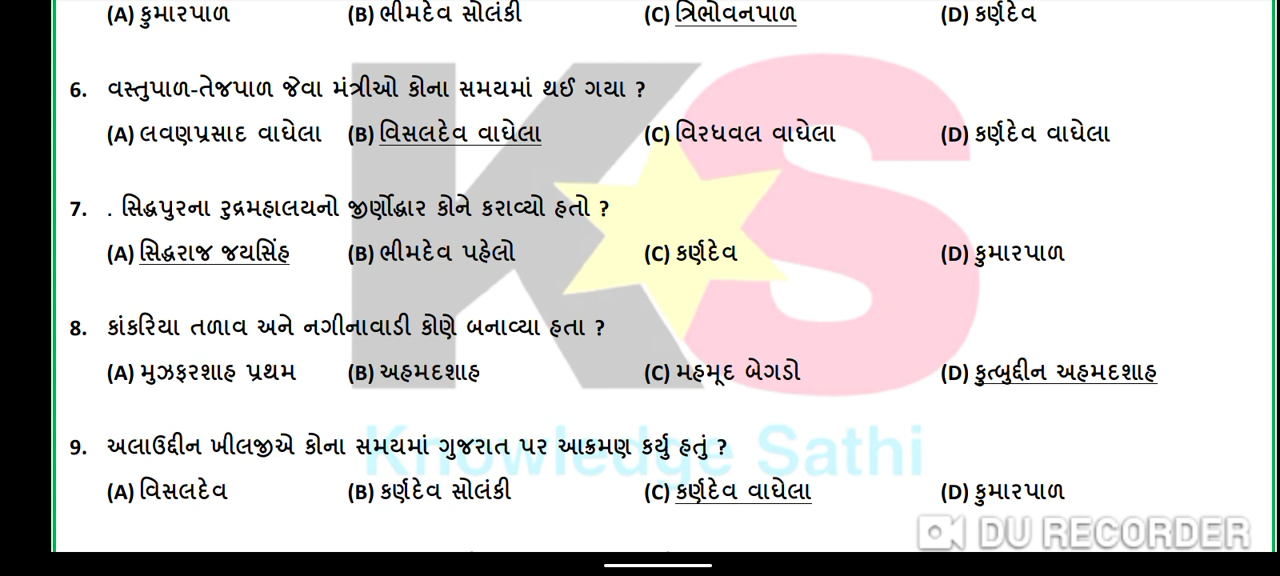 (A) કુમારપાળ (B) ભીમદેવ સોલંકી (C) ત્રિભોવનપાળ (D) કર્ણદેવ
6. વસ્તુપાળ-તેજપાળ જેવા મંત્રીઓ કોના સમયમાં થઈ ગયા ?
(A) લવણપ્રસાદ વાઘેલા (B) વિસલદેવ વાઘેલા (C) વિરધવલ વાઘેલા (D) કર્ણદેવ વાઘેલા
7. . સિદ્ધપુરના રુદ્રમહાલયનો જીર્ણોદ્ધાર કોને કરાવ્યો હતો ?
(A) સિદ્ધરાજ જયસિંહ (B) ભીમદેવ પહેલો (C) કર્ણદેવ (D) કુમારપાળ
8. કાંકરિયા તળાવ અને નગીનાવાડી કોણે બનાવ્યા હતા ?
(A) મુઝફરશાહ પ્રથમ (B) અહમદશાહ (C) મહમૂદ બેગડો (D) કુત્બુદ્દીન અહમદશાહ
9. અલાઉદ્દીન ખીલજીએ કોના સમયમાં ગુજરાત પર આક્રમણ કર્યુ હતું ?
(A) વિસલદેવ (B) કર્ણદેવ સોલંકી (C) કર્ણદેવ વાઘેલા (D) કુમારપાળ
KS
Knowledge Sathi
DU RECORDER